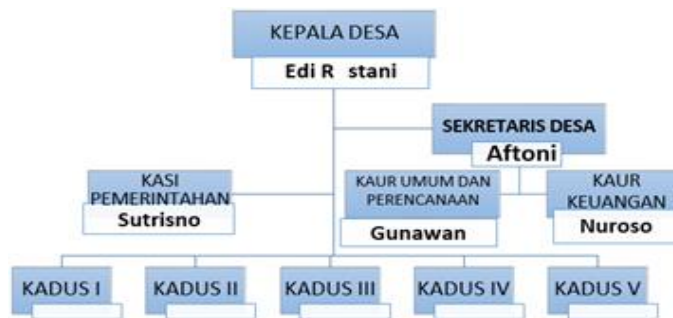 KEPALA DESA
Edi R stani
SEKRETARIS DESA
Aftoni
KASI
PEMERINTAHAN
Sutrisno
KAUR UMUM DAN
PERENCANAAN
Gunawan
KAUR
KEUANGAN
Nuroso
KADUS I
KADUS II
KADUS III
KADUS IV
KADUS V